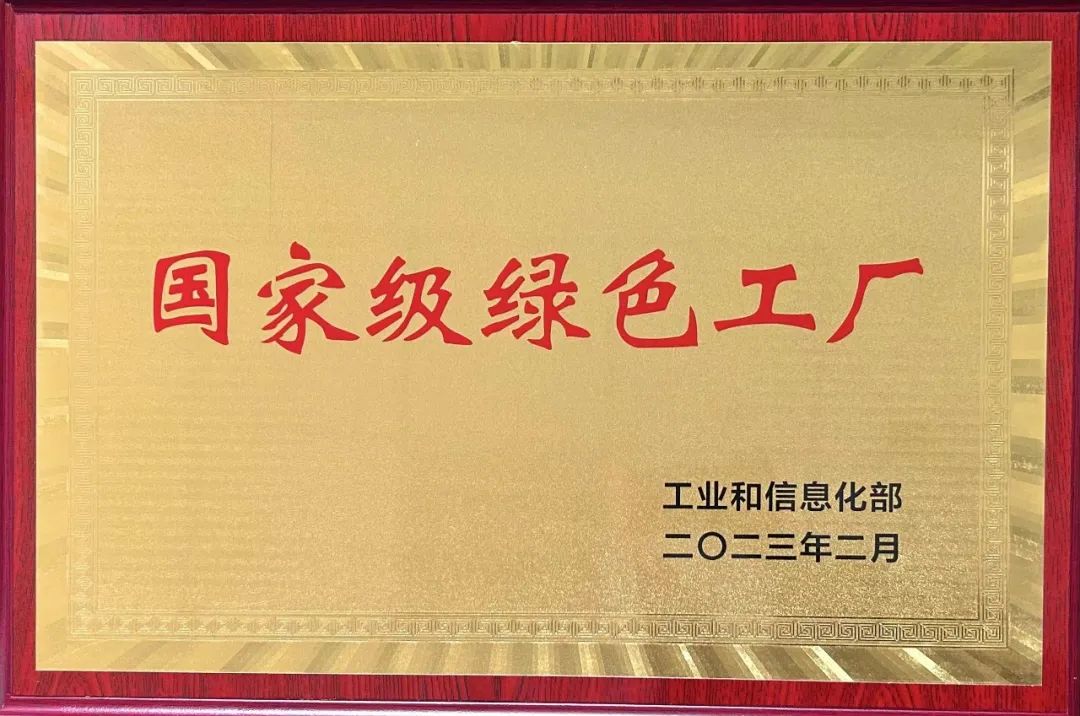 国家级绿色工厂
工业和信息化部
二〇二三年二月